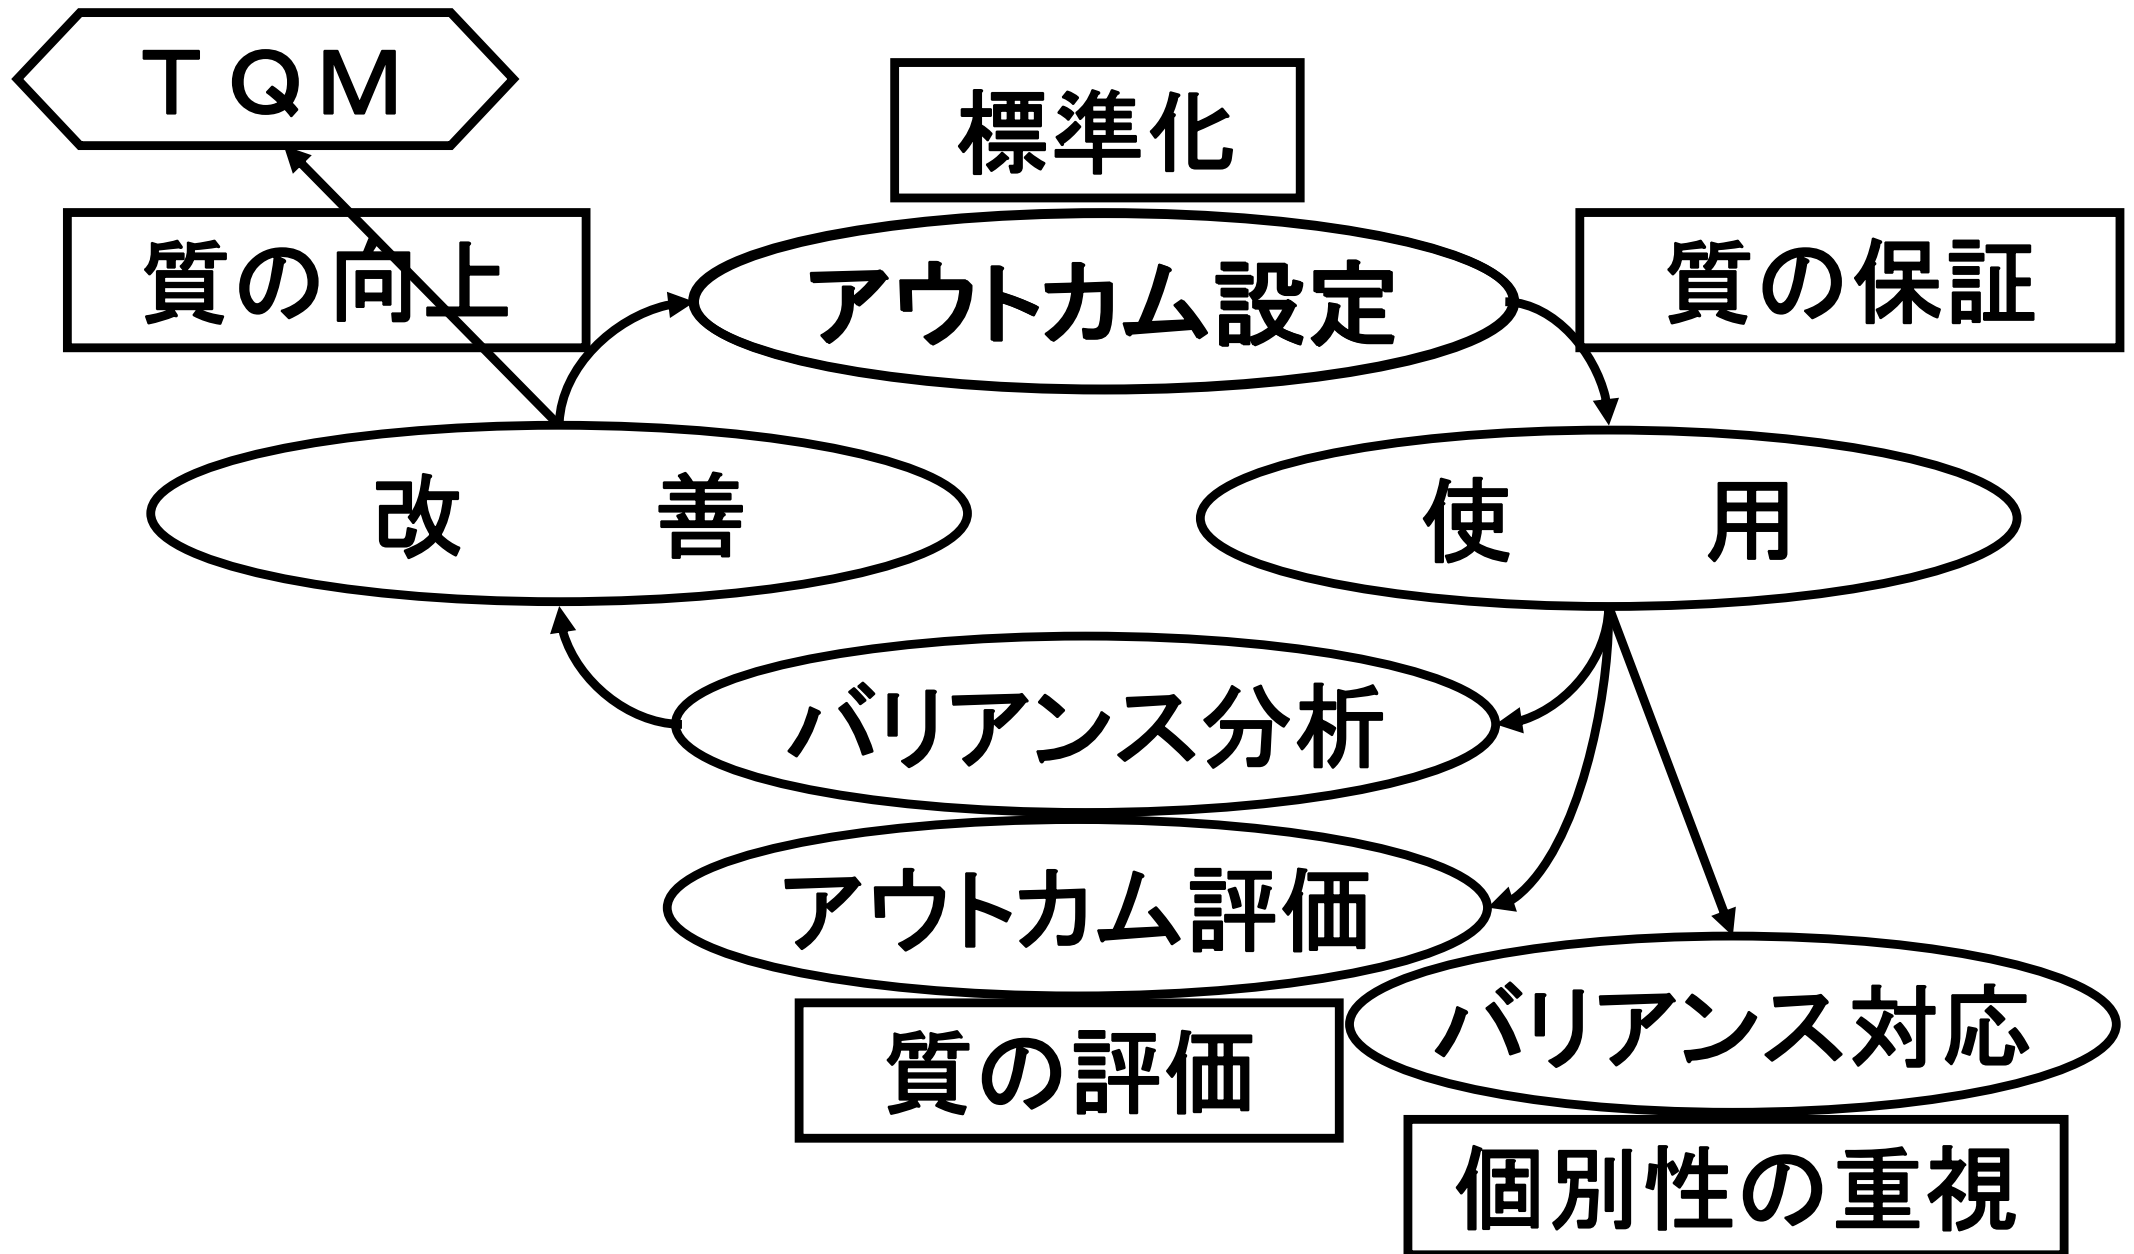 ＴＱＭ
標準化
質の向上
アウトカム設定
質の保証
改　善
使　用
バリアンス分析
アウトカム評価
バリアンス対応
質の評価
個別性の重視